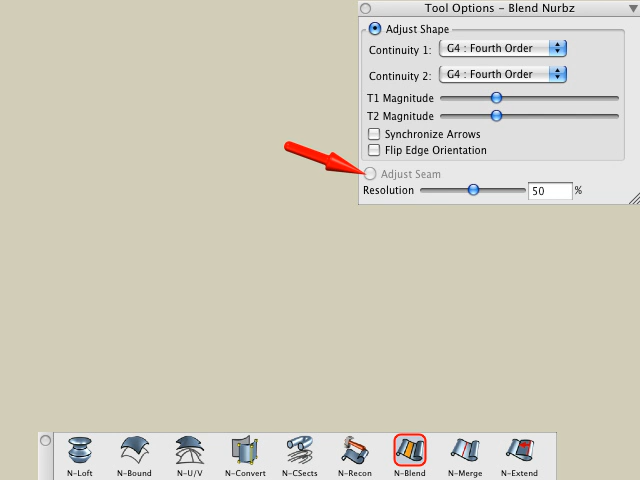 Tool Options - Blend Nurbz
Adjust Shape
Continuity 1: G4 : Fourth Order
Continuity 2: G4 : Fourth Order
T1 Magnitude
T2 Magnitude
Synchronize Arrows
Flip Edge Orientation
Adjust Seam
Resolution 50 %
N-Loft N-Bound N-U/V N-Convert N-CSects N-Recon N-Blend N-Merge N-Extend